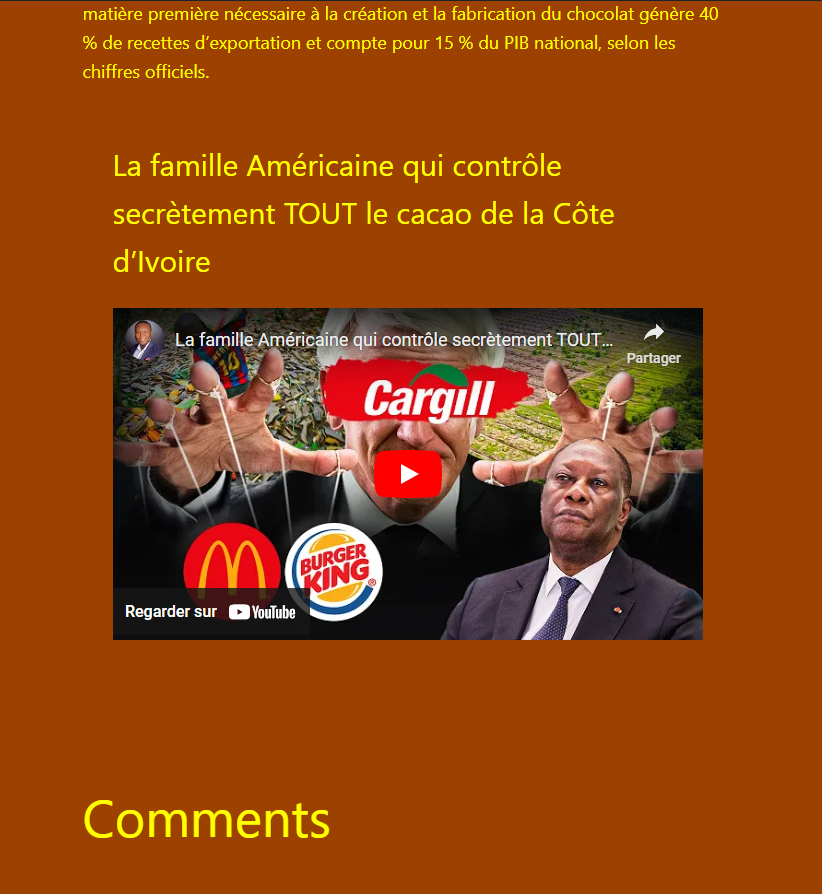 matière première nécessaire à la création et la fabrication du chocolat génère 40
% de recettes d’exportation et compte pour 15 % du PIB national, selon les
chiffres officiels.
La famille Américaine qui contrôle
secrètement TOUT le cacao de la Côte
d’Ivoire
La famille Américaine qui contrôle secrètement TOUT...
Partager
Cargill
BURGER
KING
Regarder sur YouTube
Comments